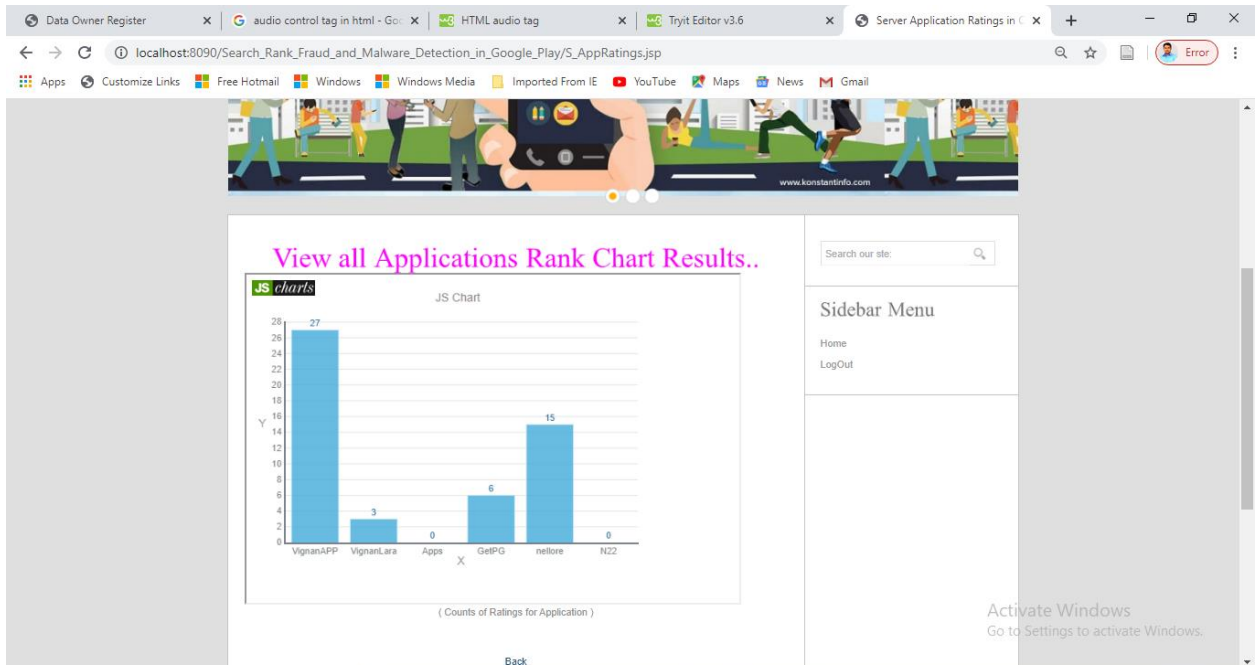 Data Owner Register
audio control tag in html - Goo
HTML audio tag
Tryit Editor v3.6
Server Application Ratings in G
localhost:8090/Search_Rank_Fraud_and_Malware_Detection_in_Google_Play/S_AppRatings.jsp
Error
Apps
Customize Links
Free Hotmail
Windows
Windows Media
Imported From IE
YouTube
Maps
News
Gmail
www.konstantinfo.com
View all Applications Rank Chart Results..
Search our ste:
JS charts
JS Chart
Sidebar Menu
Home
LogOut
28
26
24
22
20
18
16
14
12
10
8
6
4
2
0
Y
27
3
0
6
15
0
VignanAPP VignanLara Apps GetPG nellore N22
X
( Counts of Ratings for Application )
Back
Activate Windows
Go to Settings to activate Windows.